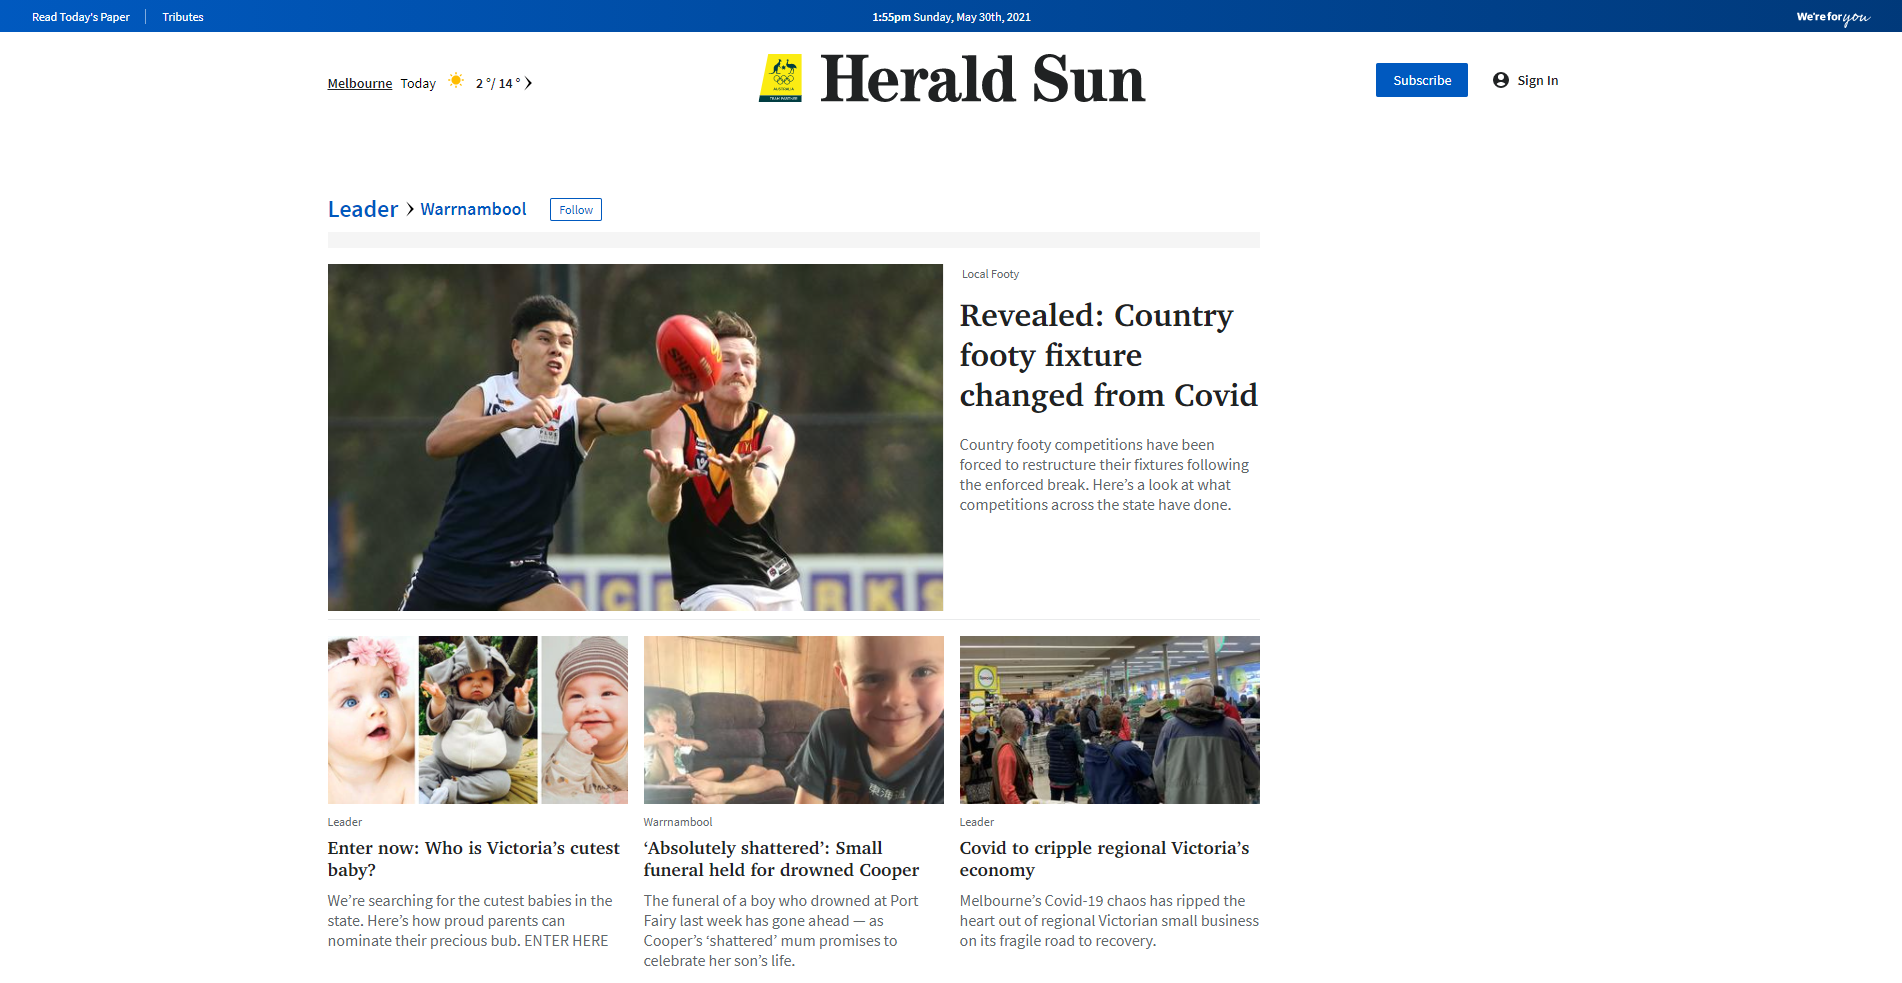 Read Today's Paper
Tributes
1:55pm Sunday, May 30th, 2021
We're for you
Melbourne Today 2 °/ 14 °
AUSTRALIA
TEAM PARTNER
Herald Sun
Subscribe
Sign In
Leader
Warrnambool
Follow
Local Footy
Revealed: Country
footy fixture
changed from Covid
Country footy competitions have been
forced to restructure their fixtures following
the enforced break. Here’s a look at what
competitions across the state have done.
Leader
Enter now: Who is Victoria’s cutest
baby?
We’re searching for the cutest babies in the
state. Here’s how proud parents can
nominate their precious bub. ENTER HERE
東海道
Warrnambool
‘Absolutely shattered’: Small
funeral held for drowned Cooper
The funeral of a boy who drowned at Port
Fairy last week has gone ahead — as
Cooper’s ‘shattered’ mum promises to
celebrate her son’s life.
Leader
Covid to cripple regional Victoria’s
economy
Melbourne’s Covid-19 chaos has ripped the
heart out of regional Victorian small business
on its fragile road to recovery.